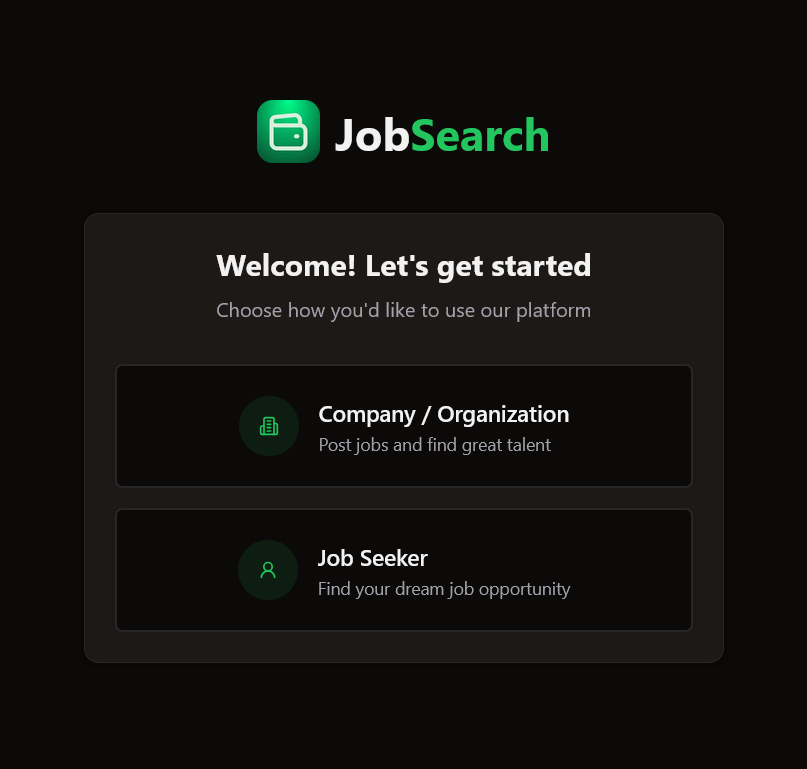 JobSearch
Welcome! Let's get started
Choose how you'd like to use our platform
Company / Organization
Post jobs and find great talent
Job Seeker
Find your dream job opportunity